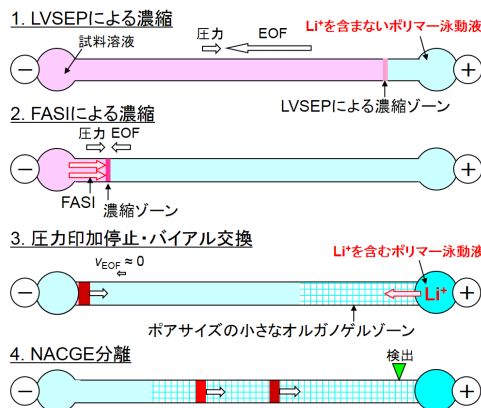 1. LVSEPによる濃縮
試料溶液
圧力 EOF
Li⁺を含まないポリマー泳動液
− +
LVSEPによる濃縮ゾーン
2. FASIによる濃縮
圧力 EOF
− +
FASI
濃縮ゾーン
3. 圧力印加停止・バイアル交換
Li⁺を含むポリマー泳動液
vEOF ≈ 0
− Li⁺ +
ポアサイズの小さなオルガノゲルゾーン
4. NACGE分離
検出
− +